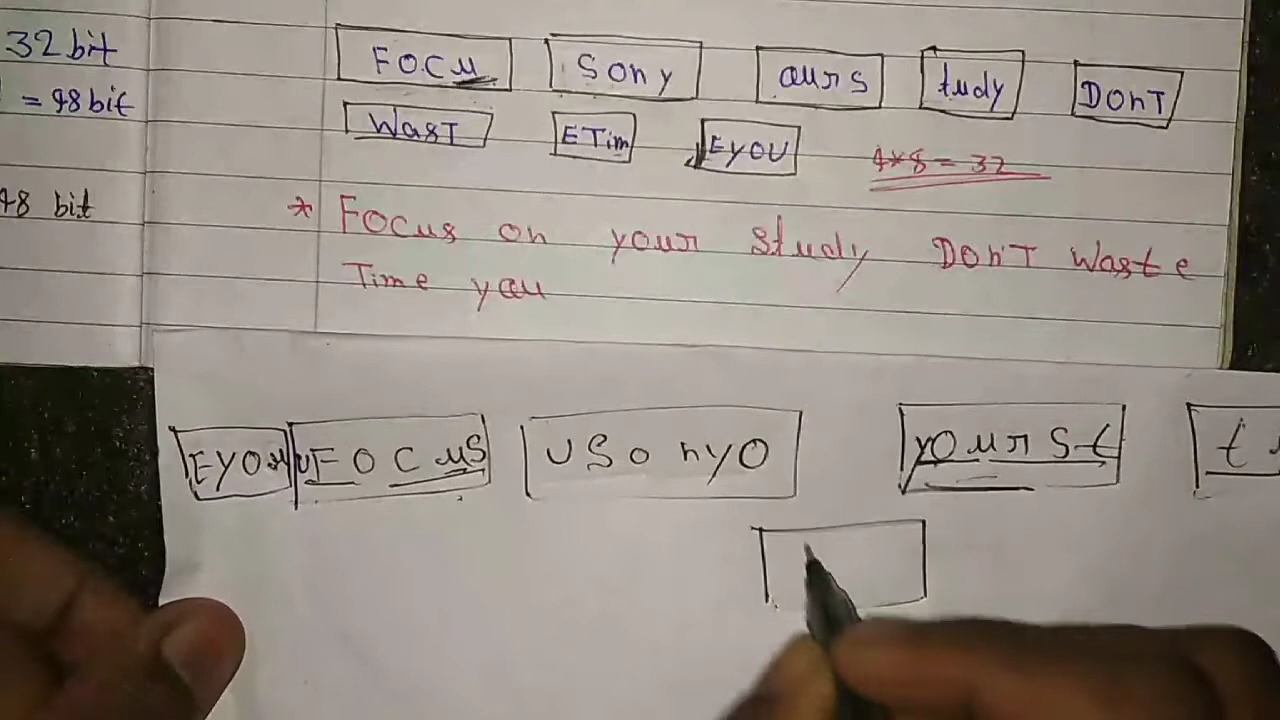 32 bit
FOCU SOny OURS tudy DOnT
= 48 bit
WasT ETim EYOU 4*8 = 32
48 bit
* Focus on your study DOn'T Waste
Time you
EYOU UFOCUS USOnyO yOURSt t